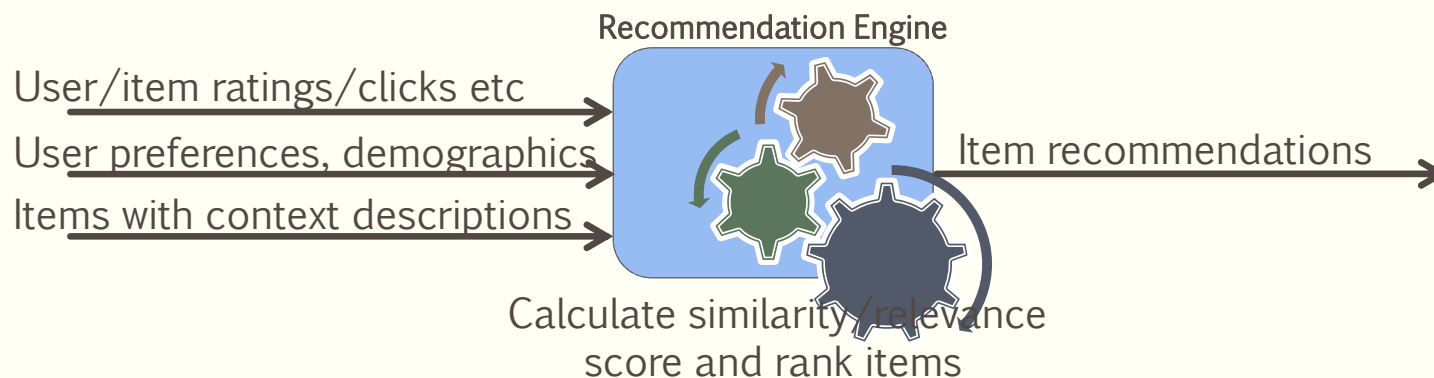 Recommendation Engine
User/item ratings/clicks etc
User preferences, demographics
Items with context descriptions
Item recommendations
Calculate similarity/relevance
score and rank items